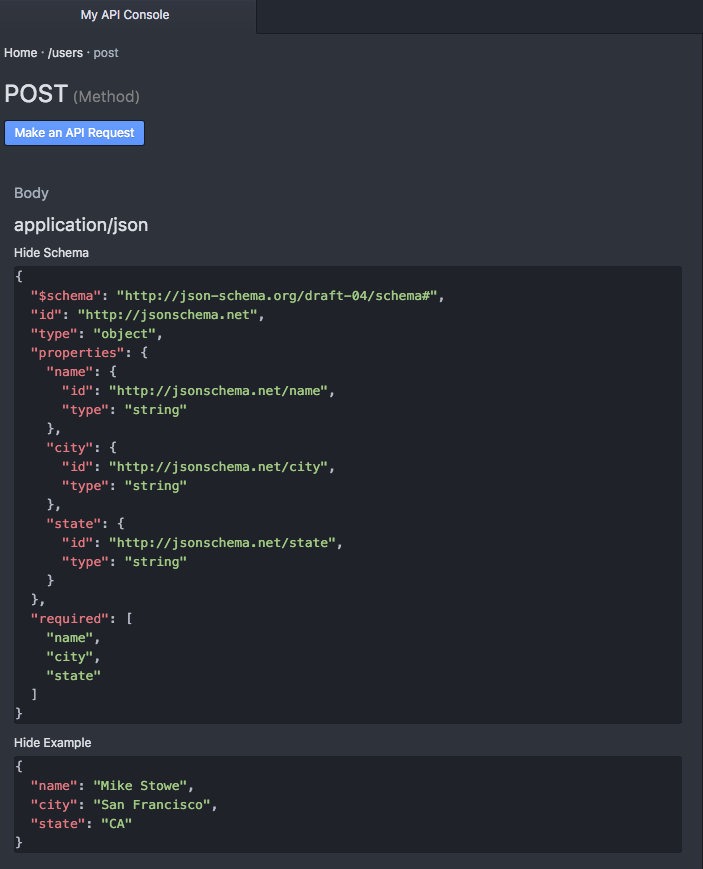 My API Console
Home · /users · post
POST (Method)
Make an API Request
Body
application/json
Hide Schema
{
  "$schema": "http://json-schema.org/draft-04/schema#",
  "id": "http://jsonschema.net",
  "type": "object",
  "properties": {
    "name": {
      "id": "http://jsonschema.net/name",
      "type": "string"
    },
    "city": {
      "id": "http://jsonschema.net/city",
      "type": "string"
    },
    "state": {
      "id": "http://jsonschema.net/state",
      "type": "string"
    }
  },
  "required": [
    "name",
    "city",
    "state"
  ]
}
Hide Example
{
  "name": "Mike Stowe",
  "city": "San Francisco",
  "state": "CA"
}